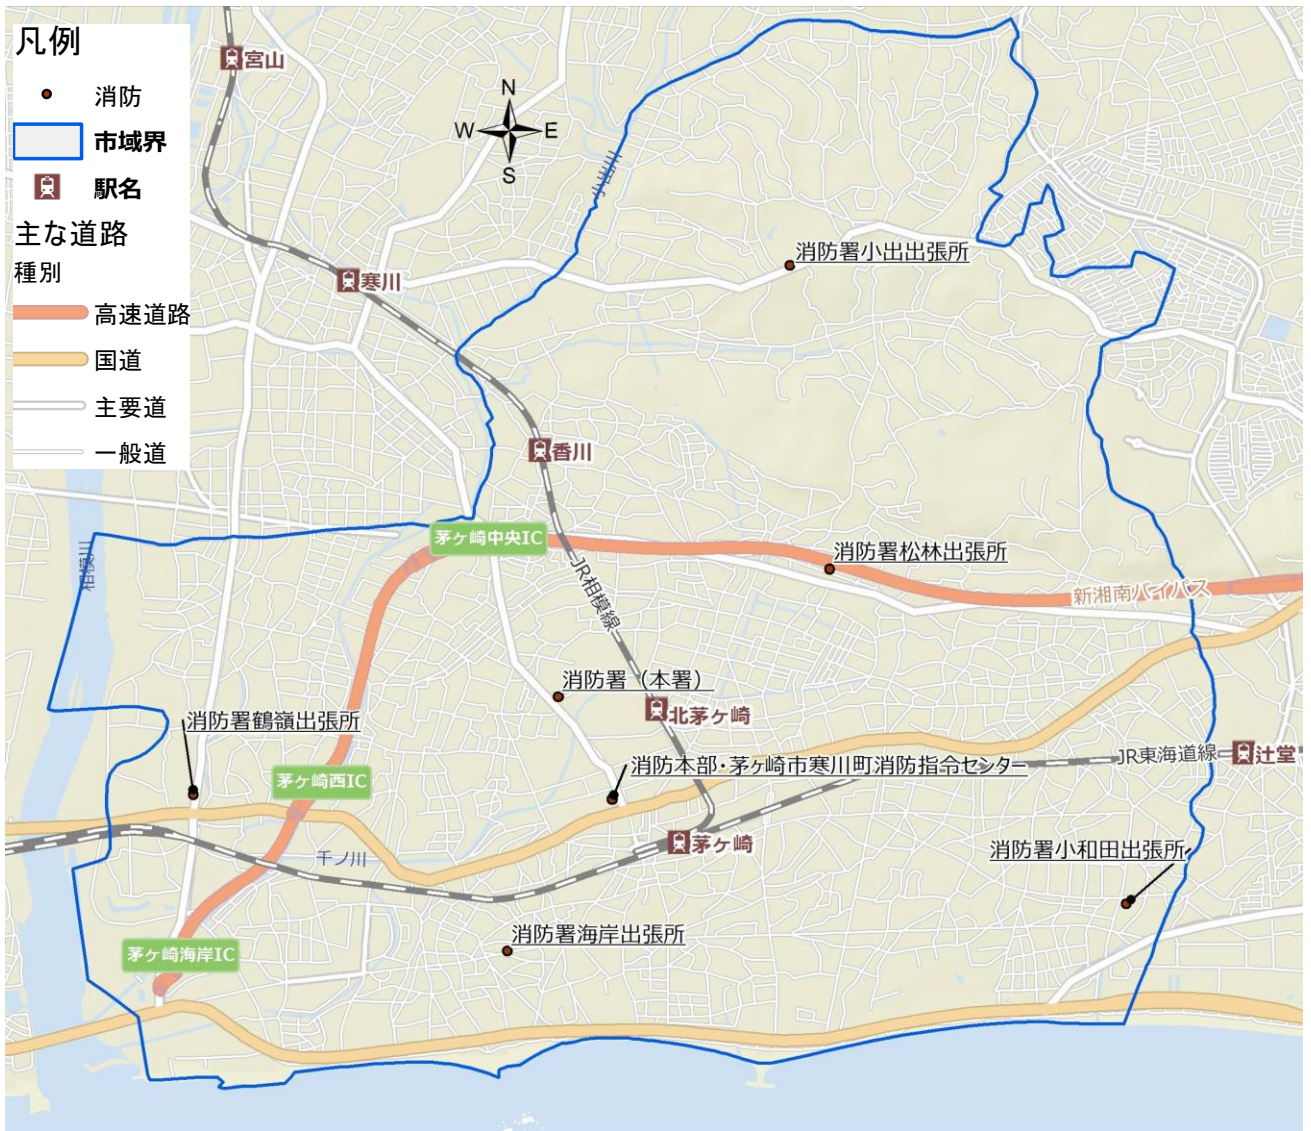 凡例
消防
市域界
駅名
主な道路
種別
高速道路
国道
主要道
一般道
宮山
N
W
E
S
小出川
消防署小出出張所
寒川
香川
茅ヶ崎中央IC
相模川
消防署松林出張所
JR相模線
新湘南バイパス
消防署（本署）
北茅ヶ崎
消防署鶴嶺出張所
茅ヶ崎西IC
消防本部・茅ヶ崎市寒川町消防指令センター
JR東海道線
辻堂
茅ヶ崎
千ノ川
消防署小和田出張所
消防署海岸出張所
茅ヶ崎海岸IC